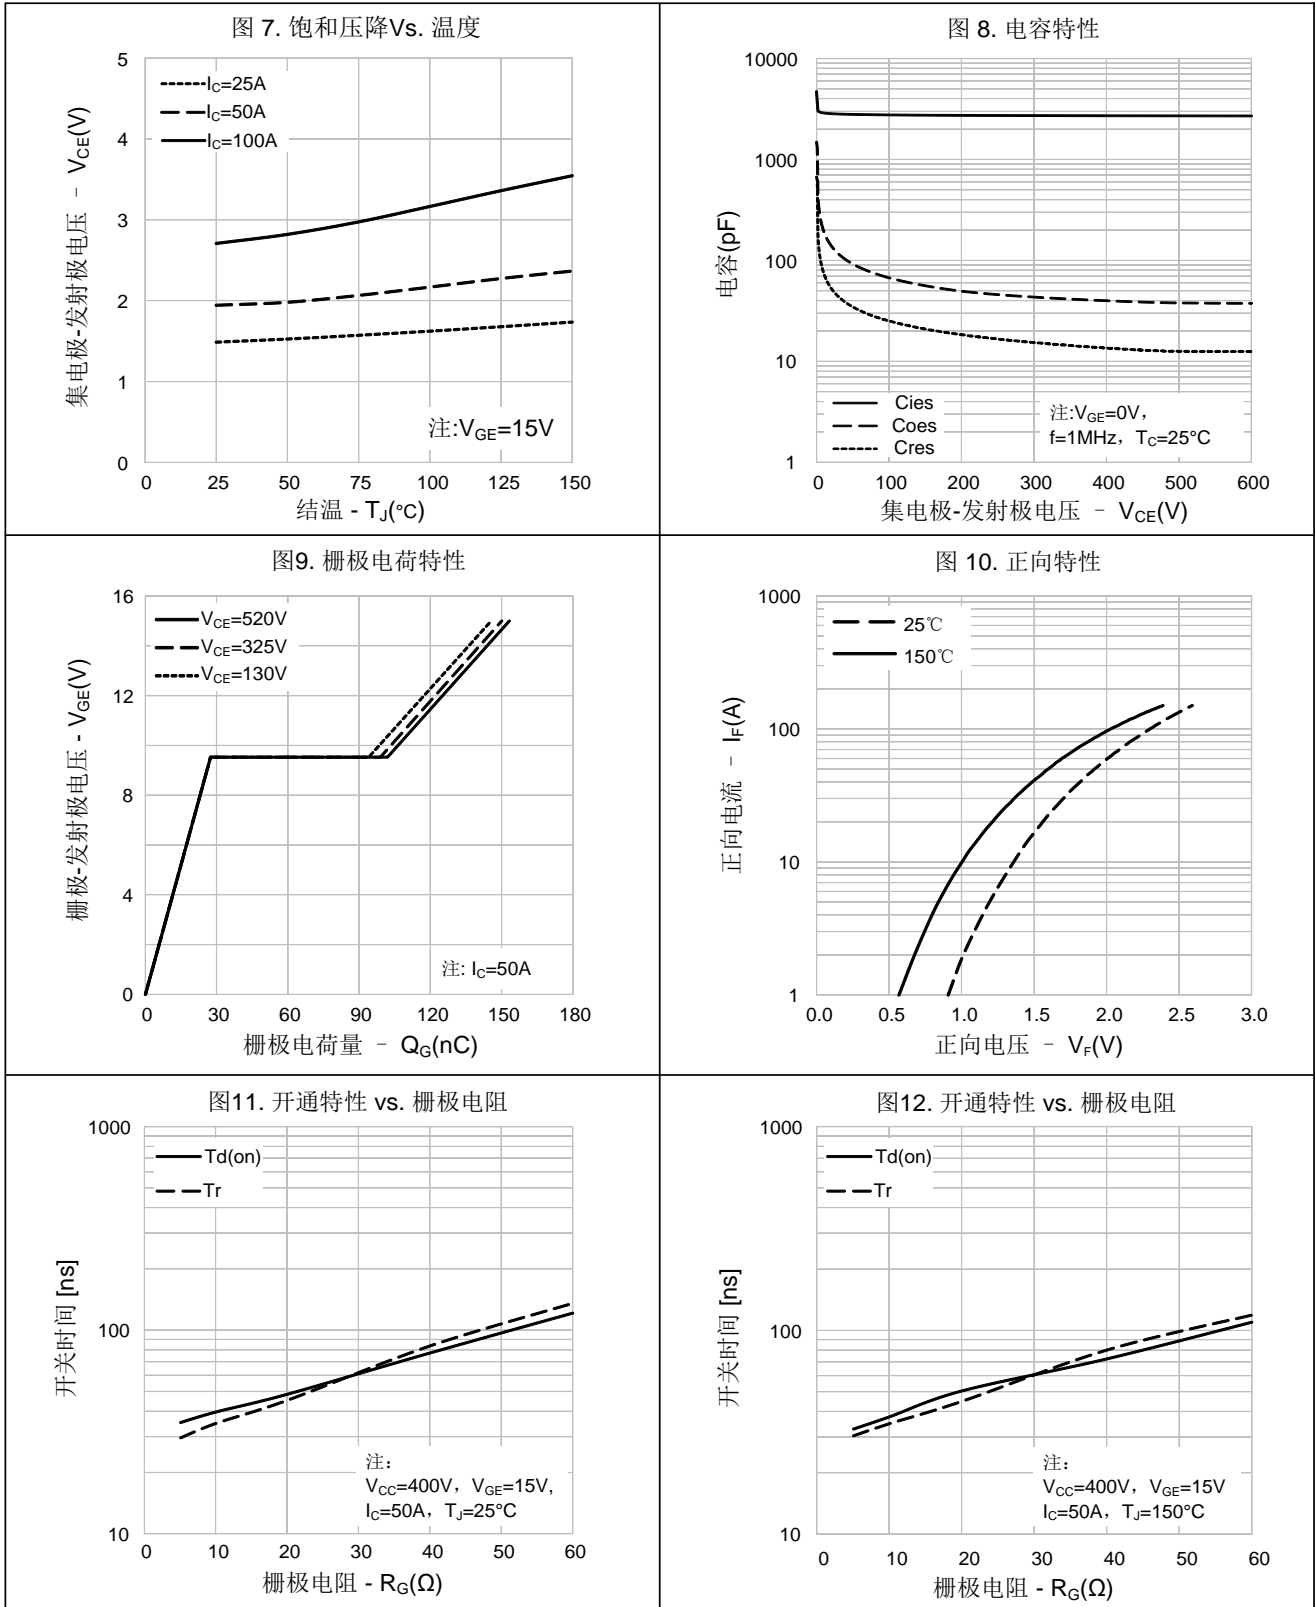 图 7. 饱和压降Vs. 温度
集电极-发射极电压 － VCE(V)
5
4
3
2
1
0
IC=25A
IC=50A
IC=100A
注:VGE=15V
0 25 50 75 100 125 150
结温 - TJ(°C)
图 8. 电容特性
电容(pF)
10000
1000
100
10
1
Cies
Coes
Cres
注:VGE=0V，
f=1MHz，TC=25°C
0 100 200 300 400 500 600
集电极-发射极电压 － VCE(V)
图9. 栅极电荷特性
栅极-发射极电压 - VGE(V)
16
12
8
4
0
VCE=520V
VCE=325V
VCE=130V
注: IC=50A
0 30 60 90 120 150 180
栅极电荷量 － QG(nC)
图 10. 正向特性
正向电流 － IF(A)
1000
100
10
1
25℃
150℃
0.0 0.5 1.0 1.5 2.0 2.5 3.0
正向电压 － VF(V)
图11. 开通特性 vs. 栅极电阻
开关时间 [ns]
1000
100
10
Td(on)
Tr
注：
VCC=400V，VGE=15V,
IC=50A，TJ=25°C
0 10 20 30 40 50 60
栅极电阻 - RG(Ω)
图12. 开通特性 vs. 栅极电阻
开关时间 [ns]
1000
100
10
Td(on)
Tr
注：
VCC=400V，VGE=15V
IC=50A，TJ=150°C
0 10 20 30 40 50 60
栅极电阻 - RG(Ω)